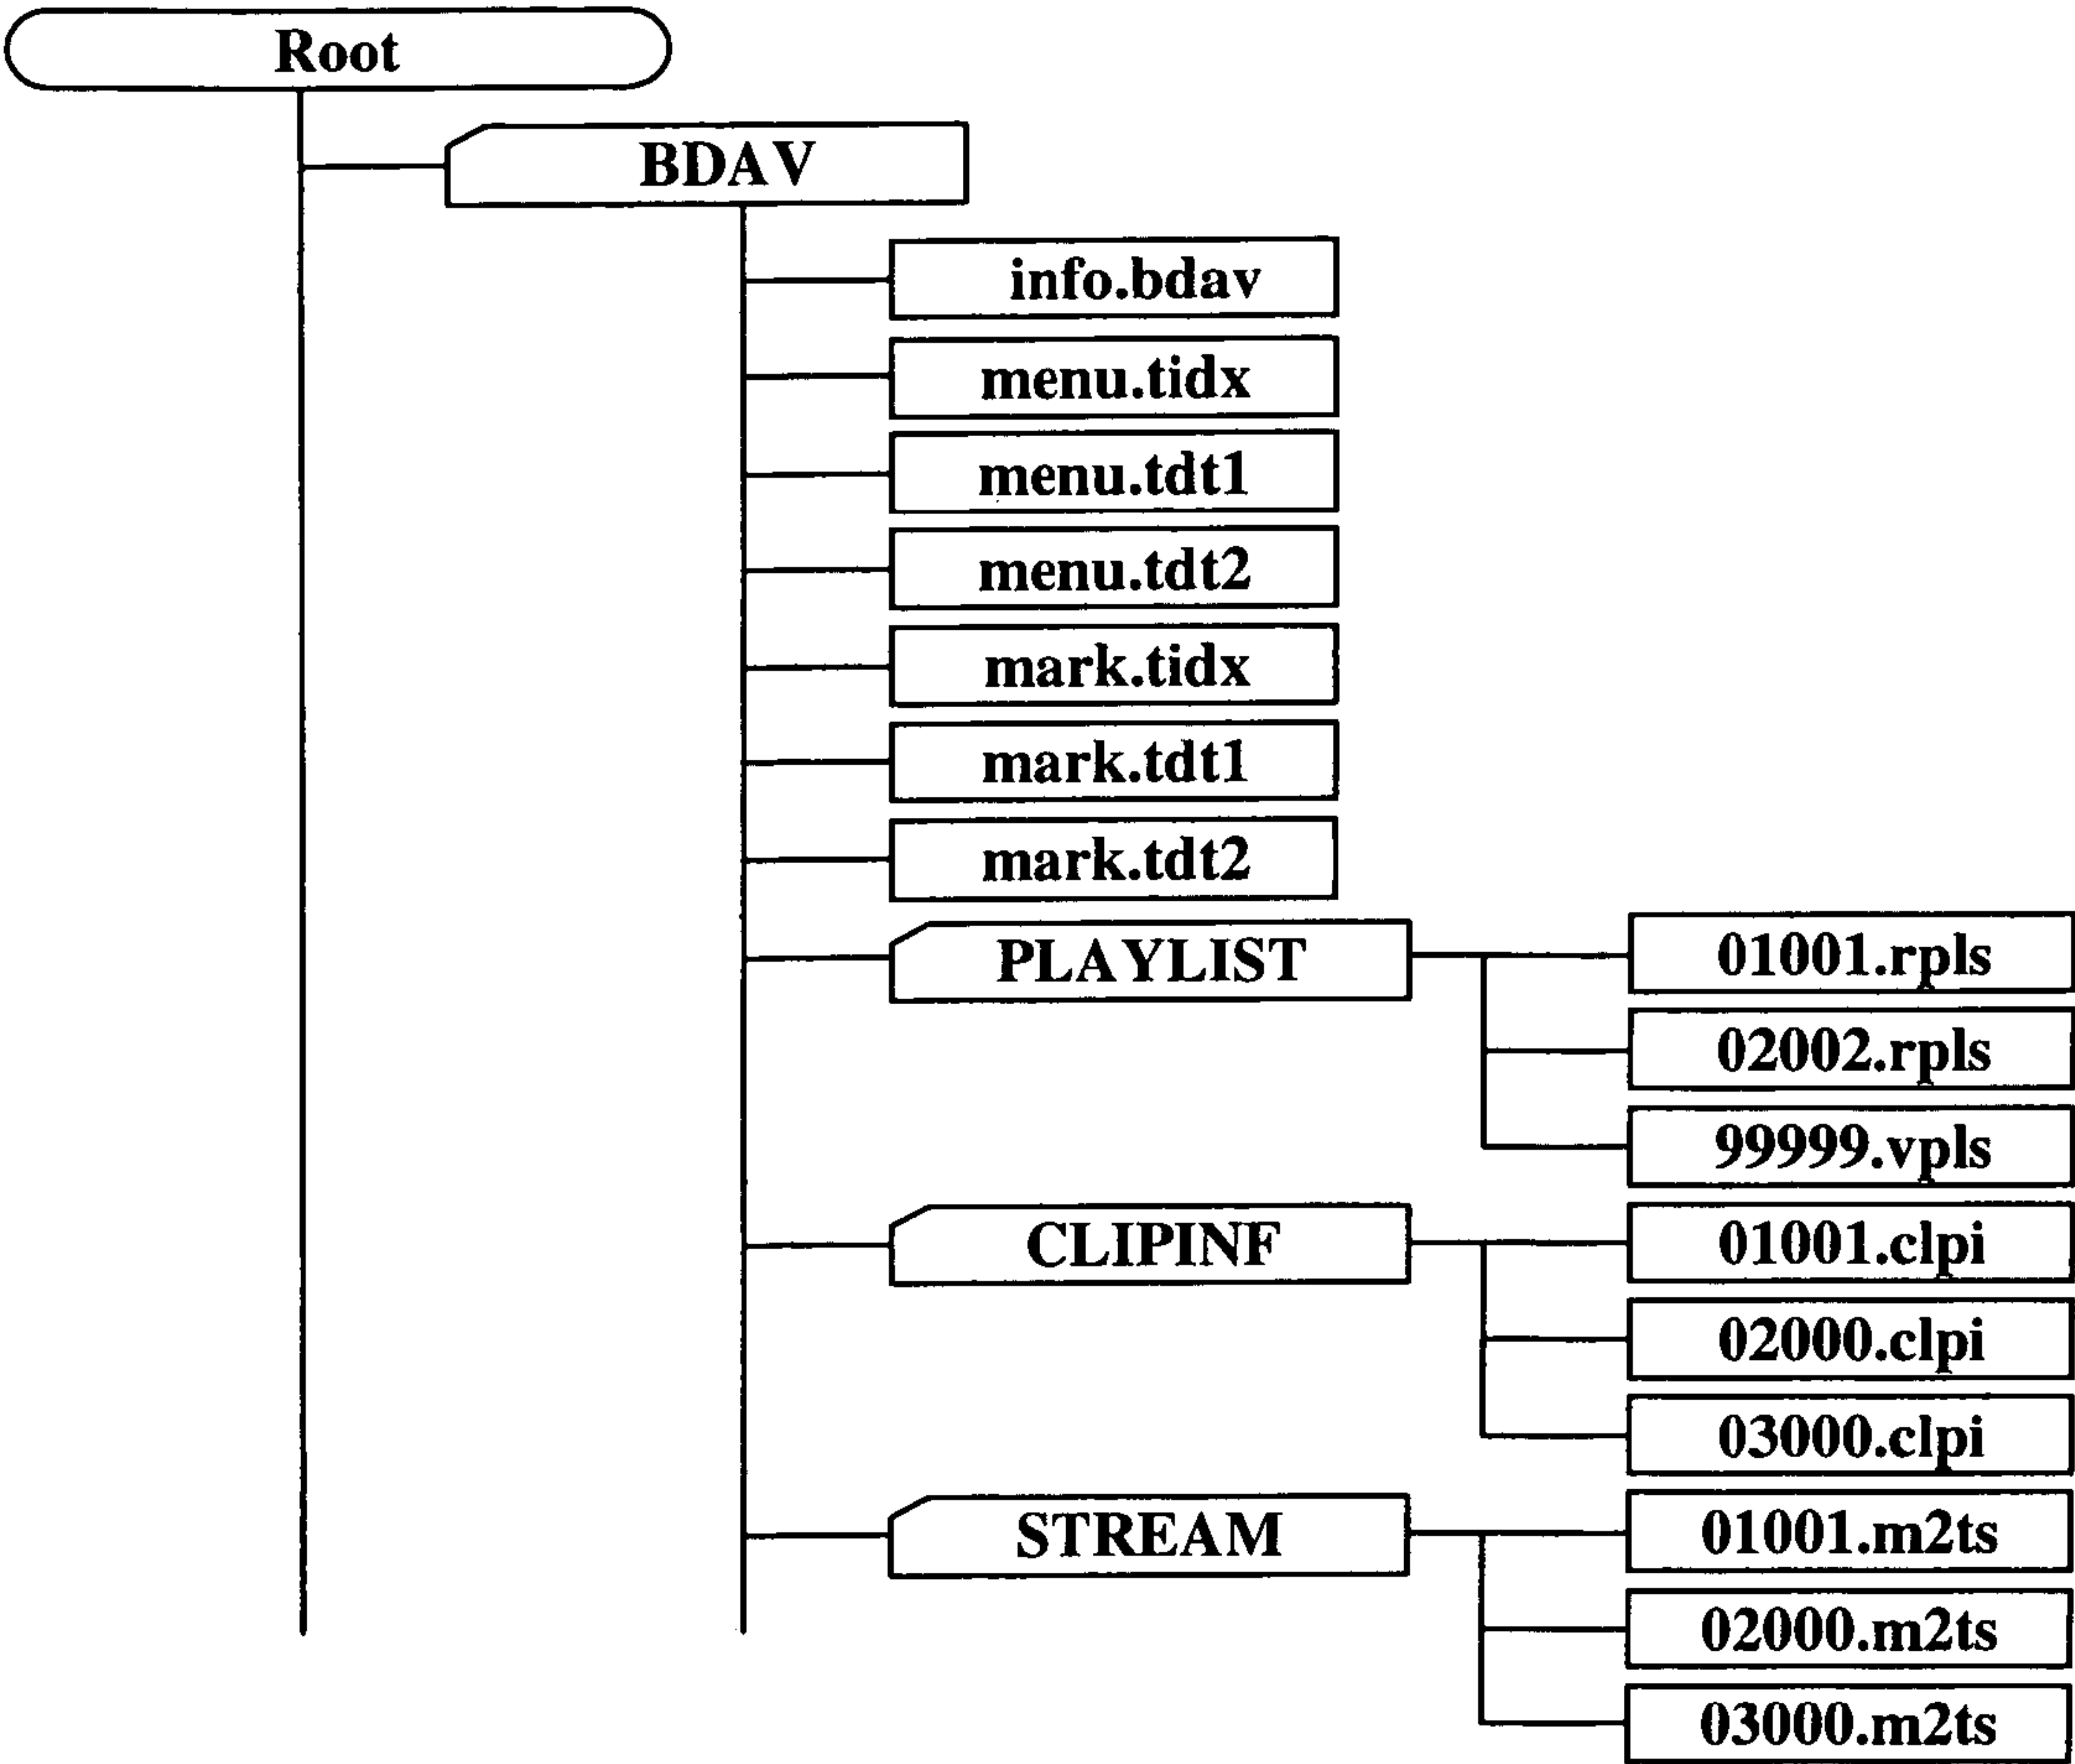 Root
BDAV
info.bdav
menu.tidx
menu.tdt1
menu.tdt2
mark.tidx
mark.tdt1
mark.tdt2
PLAYLIST
01001.rpls
02002.rpls
99999.vpls
CLIPINF
01001.clpi
02000.clpi
03000.clpi
STREAM
01001.m2ts
02000.m2ts
03000.m2ts